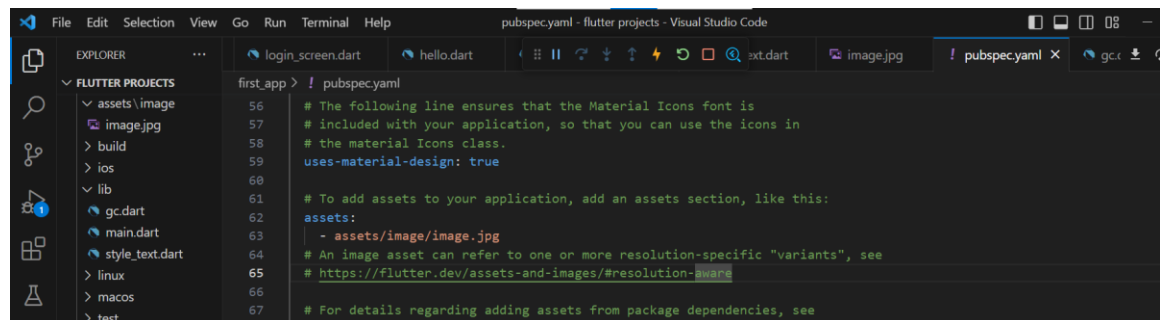 File Edit Selection View Go Run Terminal Help pubspec.yaml - flutter projects - Visual Studio Code
EXPLORER ... login_screen.dart hello.dart ext.dart image.jpg ! pubspec.yaml gc.c
FLUTTER PROJECTS first_app > ! pubspec.yaml
assets \ image 56 # The following line ensures that the Material Icons font is
image.jpg 57 # included with your application, so that you can use the icons in
build 58 # the material Icons class.
ios 59 uses-material-design: true
lib 60
gc.dart 61 # To add assets to your application, add an assets section, like this:
main.dart 62 assets:
style_text.dart 63 - assets/image/image.jpg
64 # An image asset can refer to one or more resolution-specific "variants", see
linux 65 # https://flutter.dev/assets-and-images/#resolution-aware
macos 66
test 67 # For details regarding adding assets from package dependencies, see
1